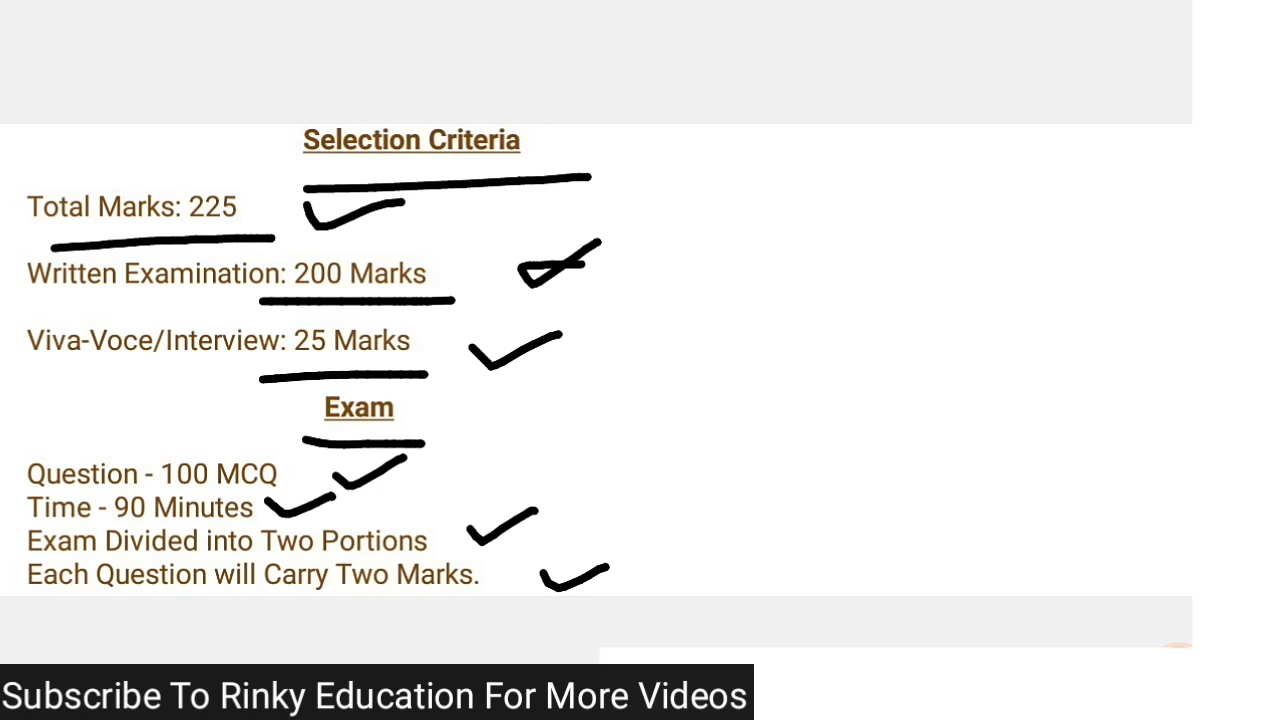 Selection Criteria
Total Marks: 225
Written Examination: 200 Marks
Viva-Voce/Interview: 25 Marks
Exam
Question - 100 MCQ
Time - 90 Minutes
Exam Divided into Two Portions
Each Question will Carry Two Marks.
Subscribe To Rinky Education For More Videos